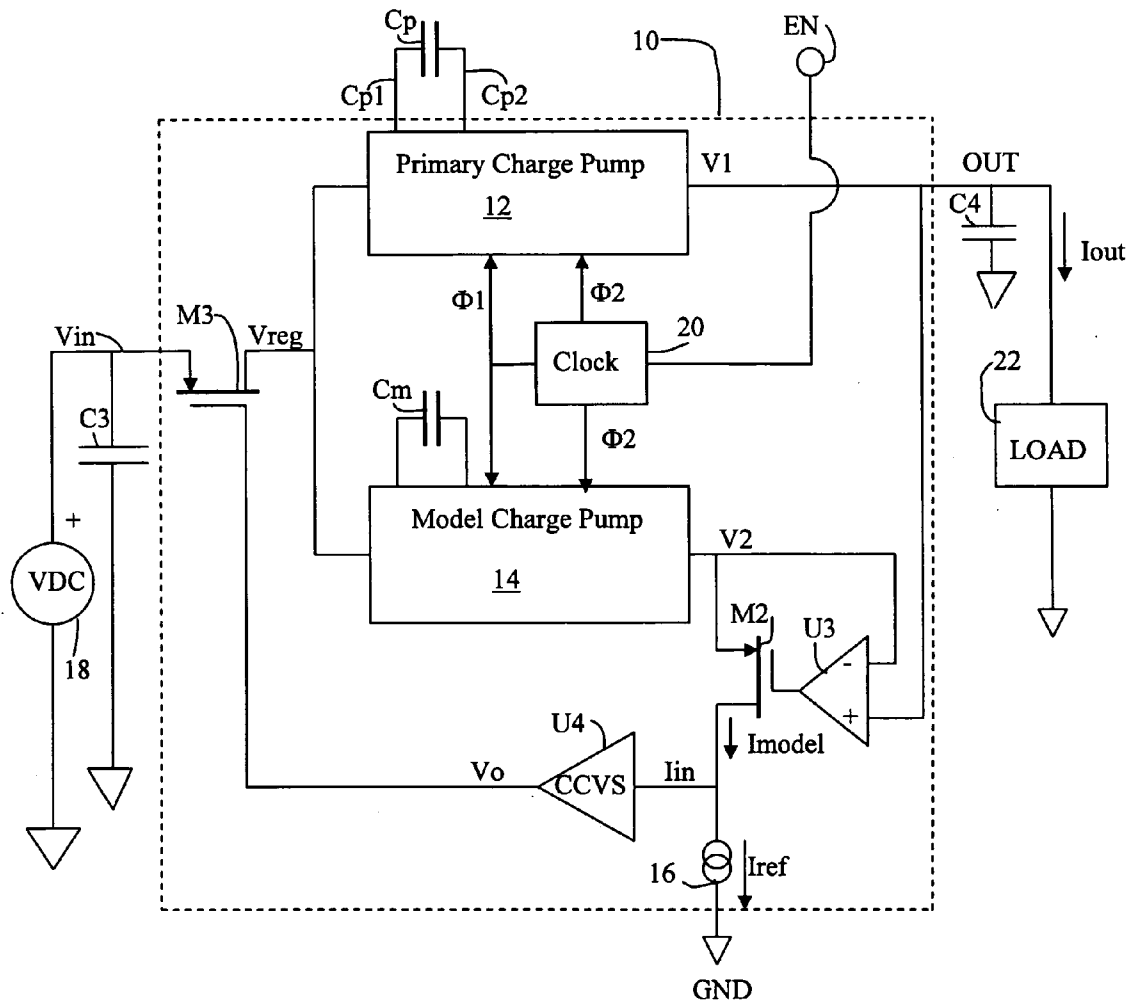 Cp
EN
10
Cp1
Cp2
Primary Charge Pump
12
V1
OUT
C4
Iout
Φ1
Φ2
M3
Vin
Vreg
20
Clock
22
LOAD
C3
Cm
Φ2
+
VDC
18
Model Charge Pump
14
V2
M2
U3
-
+
U4
Imodel
Vo
CCVS
Iin
16
Iref
GND